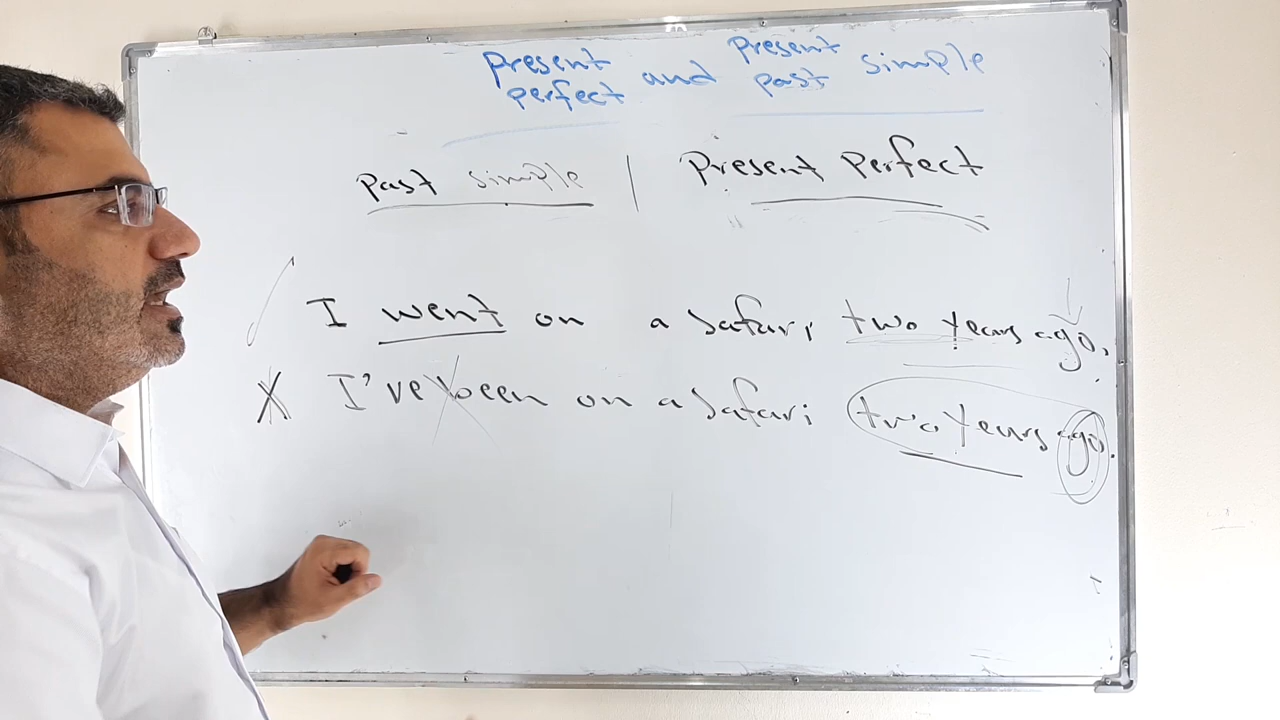 present perfect and present past simple
past simple | Present perfect
I went on a safari, two years ago.
I've been on a safari, two years ago.